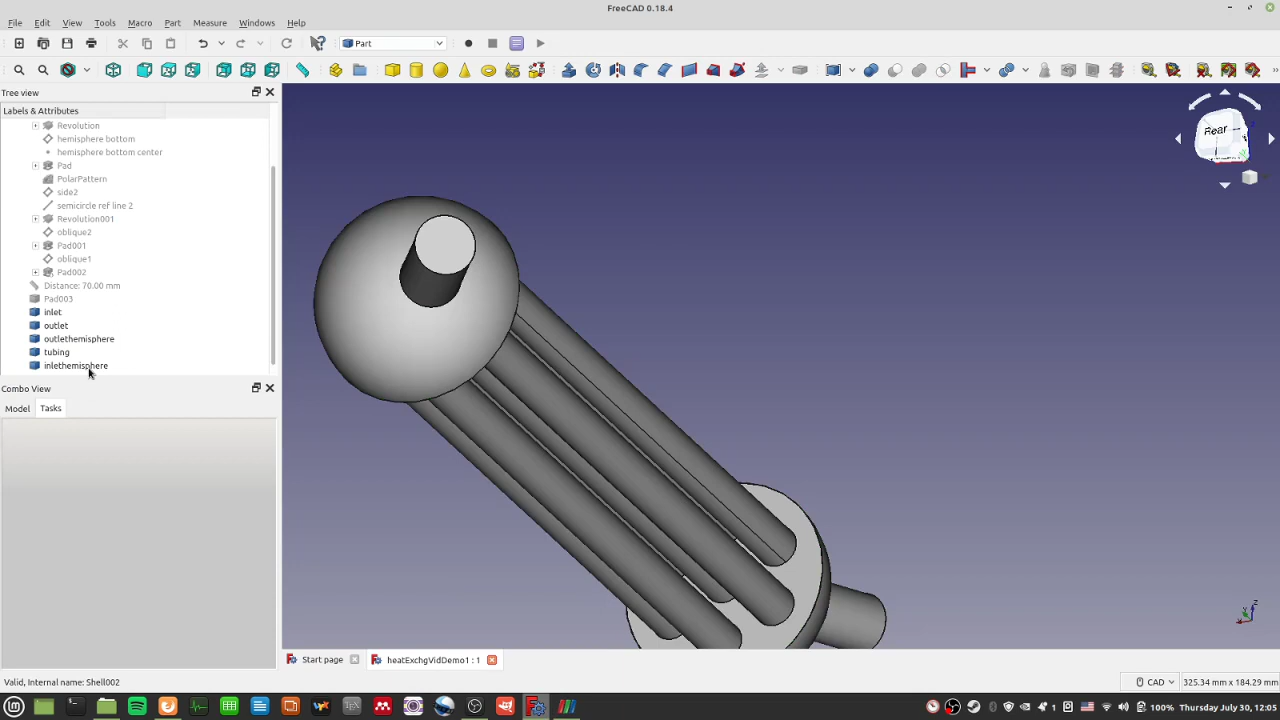 FreeCAD 0.18.4
File Edit View Tools Macro Part Measure Windows Help
Part
Tree view
Labels & Attributes
Revolution
hemisphere bottom
hemisphere bottom center
Pad
PolarPattern
side2
semicircle ref line 2
Revolution001
oblique2
Pad001
oblique1
Pad002
Distance: 70.00 mm
Pad003
inlet
outlet
outlethemisphere
tubing
inlethemisphere
Combo View
Model Tasks
Rear
Start page heatExchgVidDemo1 : 1
Valid, Internal name: Shell002
CAD 325.34 mm x 184.29 mm
1 100% Thursday July 30, 12:05